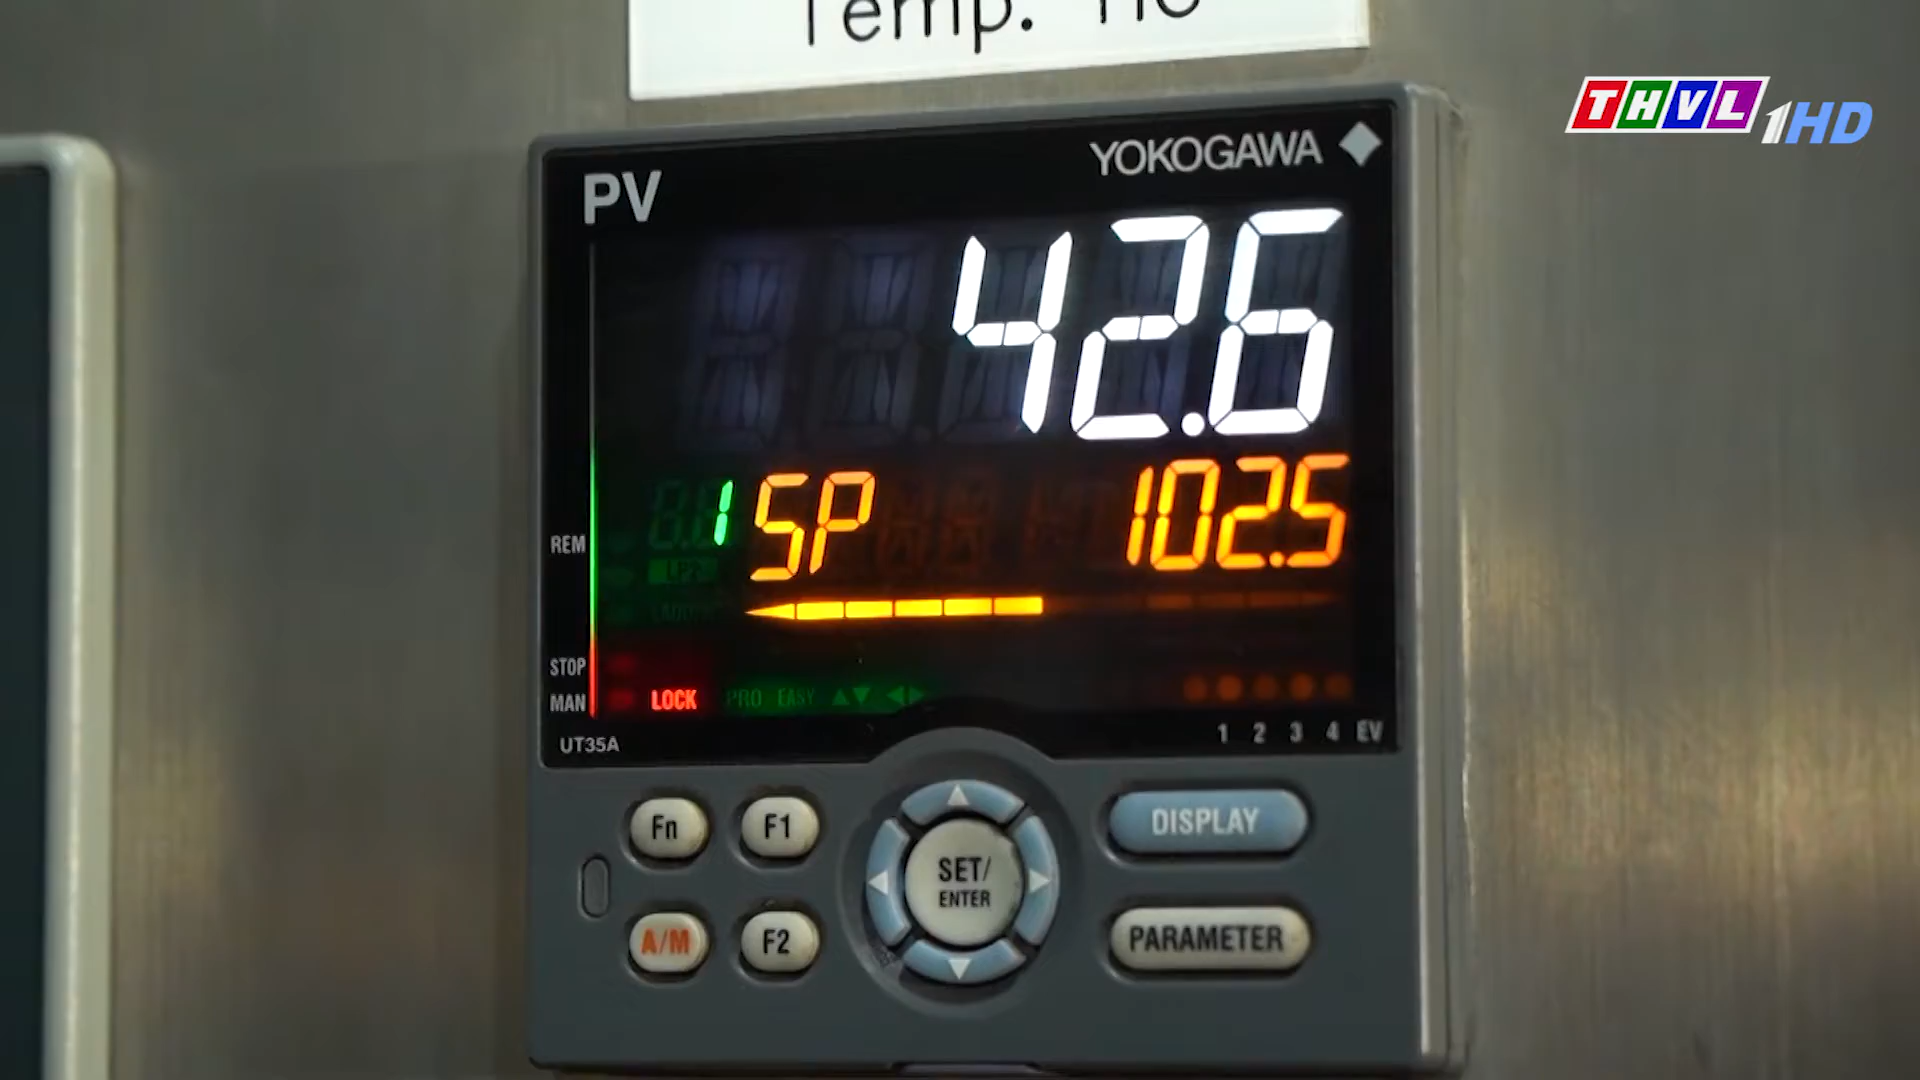 Temp.
THVL 1HD
YOKOGAWA
PV
42.6
1 SP 102.5
REM
LP2
STOP
MAN LOCK PRO EASY
UT35A
1 2 3 4 EV
Fn F1 DISPLAY
SET/
ENTER
A/M F2 PARAMETER